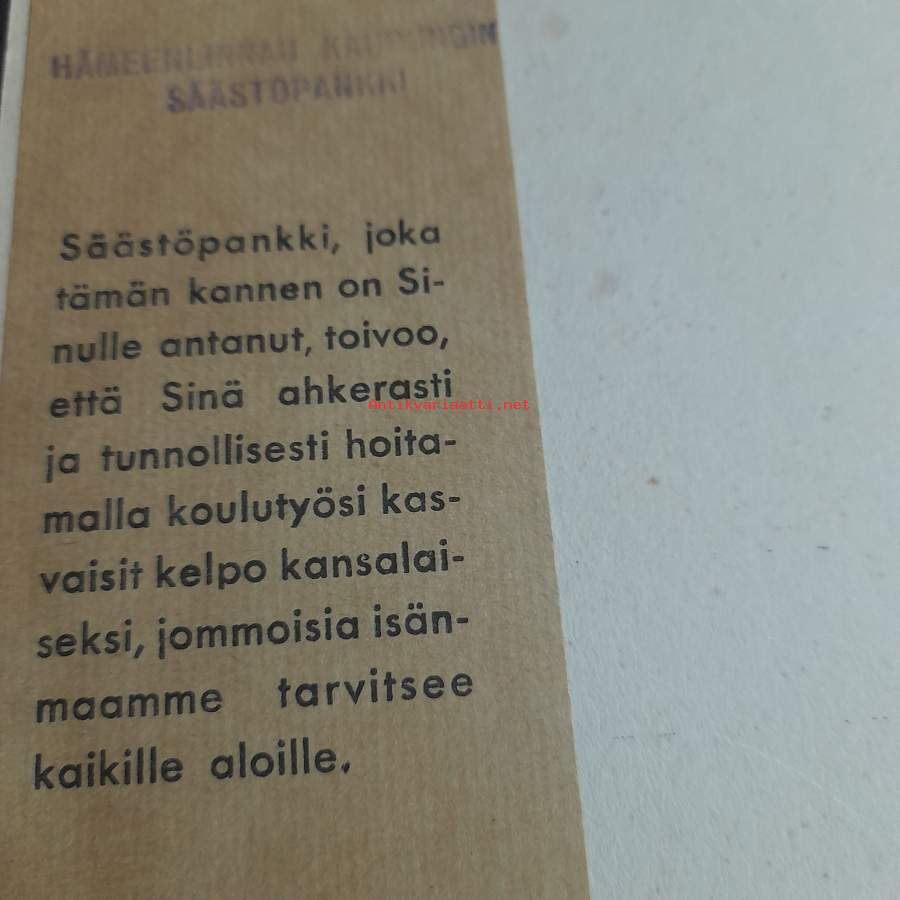 HÄMEENLINNAN KAUPUNGIN
SÄÄSTÖPANKKI
Säästöpankki, joka
tämän kannen on Si-
nulle antanut, toivoo,
että Sinä ahkerasti
Antikvariaatti.net
ja tunnollisesti hoita-
malla koulutyösi kas-
vaisit kelpo kansalai-
seksi, jommoisia isän-
maamme tarvitsee
kaikille aloille.